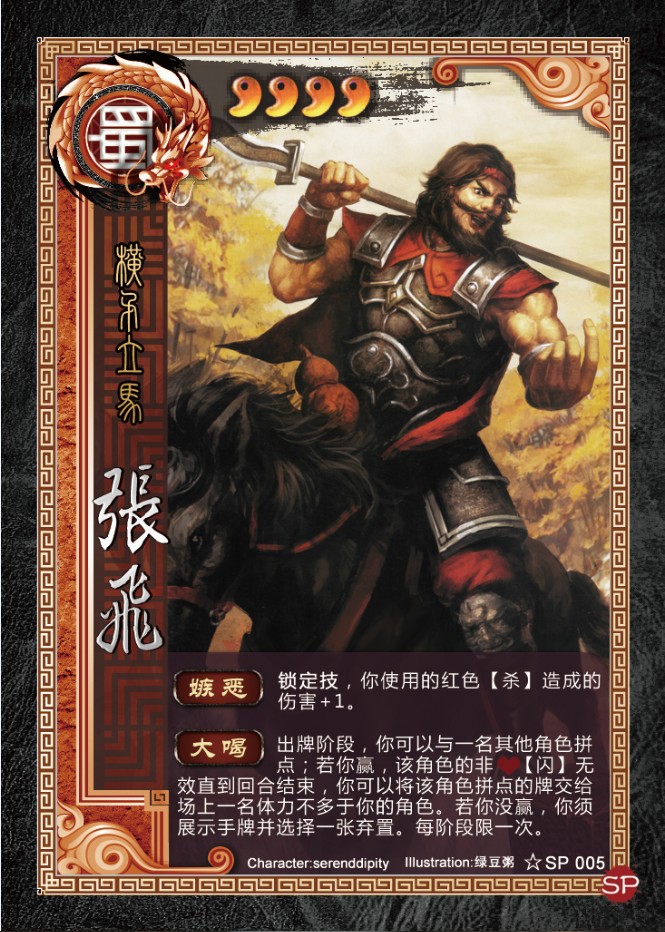 蜀
横矛立馬
張飛
嫉恶
锁定技，你使用的红色【杀】造成的
伤害+1。
大喝
出牌阶段，你可以与一名其他角色拼
点；若你赢，该角色的非❤【闪】无
效直到回合结束，你可以将该角色拼点的牌交给
场上一名体力不多于你的角色。若你没赢，你须
展示手牌并选择一张弃置。每阶段限一次。
Character:serenddipity Illustration:绿豆粥 ☆SP 005
SP